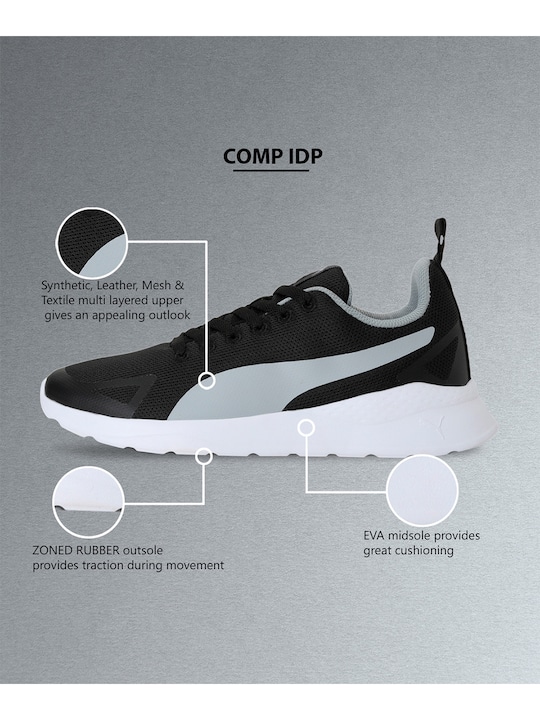 COMP IDP
Synthetic, Leather, Mesh &
Textile multi layered upper
gives an appealing outlook
ZONED RUBBER outsole
provides traction during movement
EVA midsole provides
great cushioning